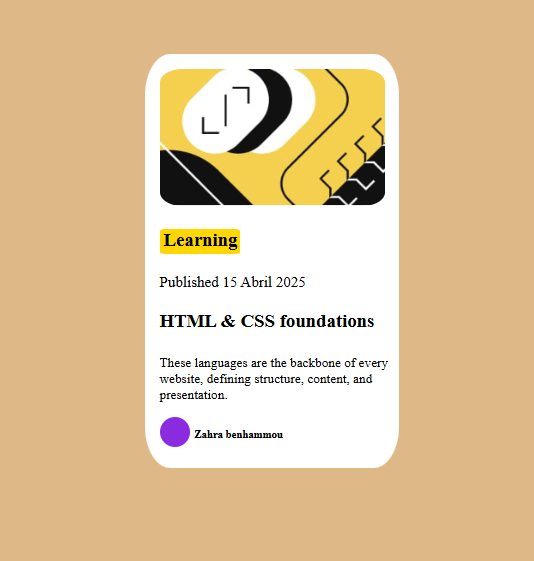 Learning
Published 15 Abril 2025
HTML & CSS foundations
These languages are the backbone of every
website, defining structure, content, and
presentation.
Zahra benhammou